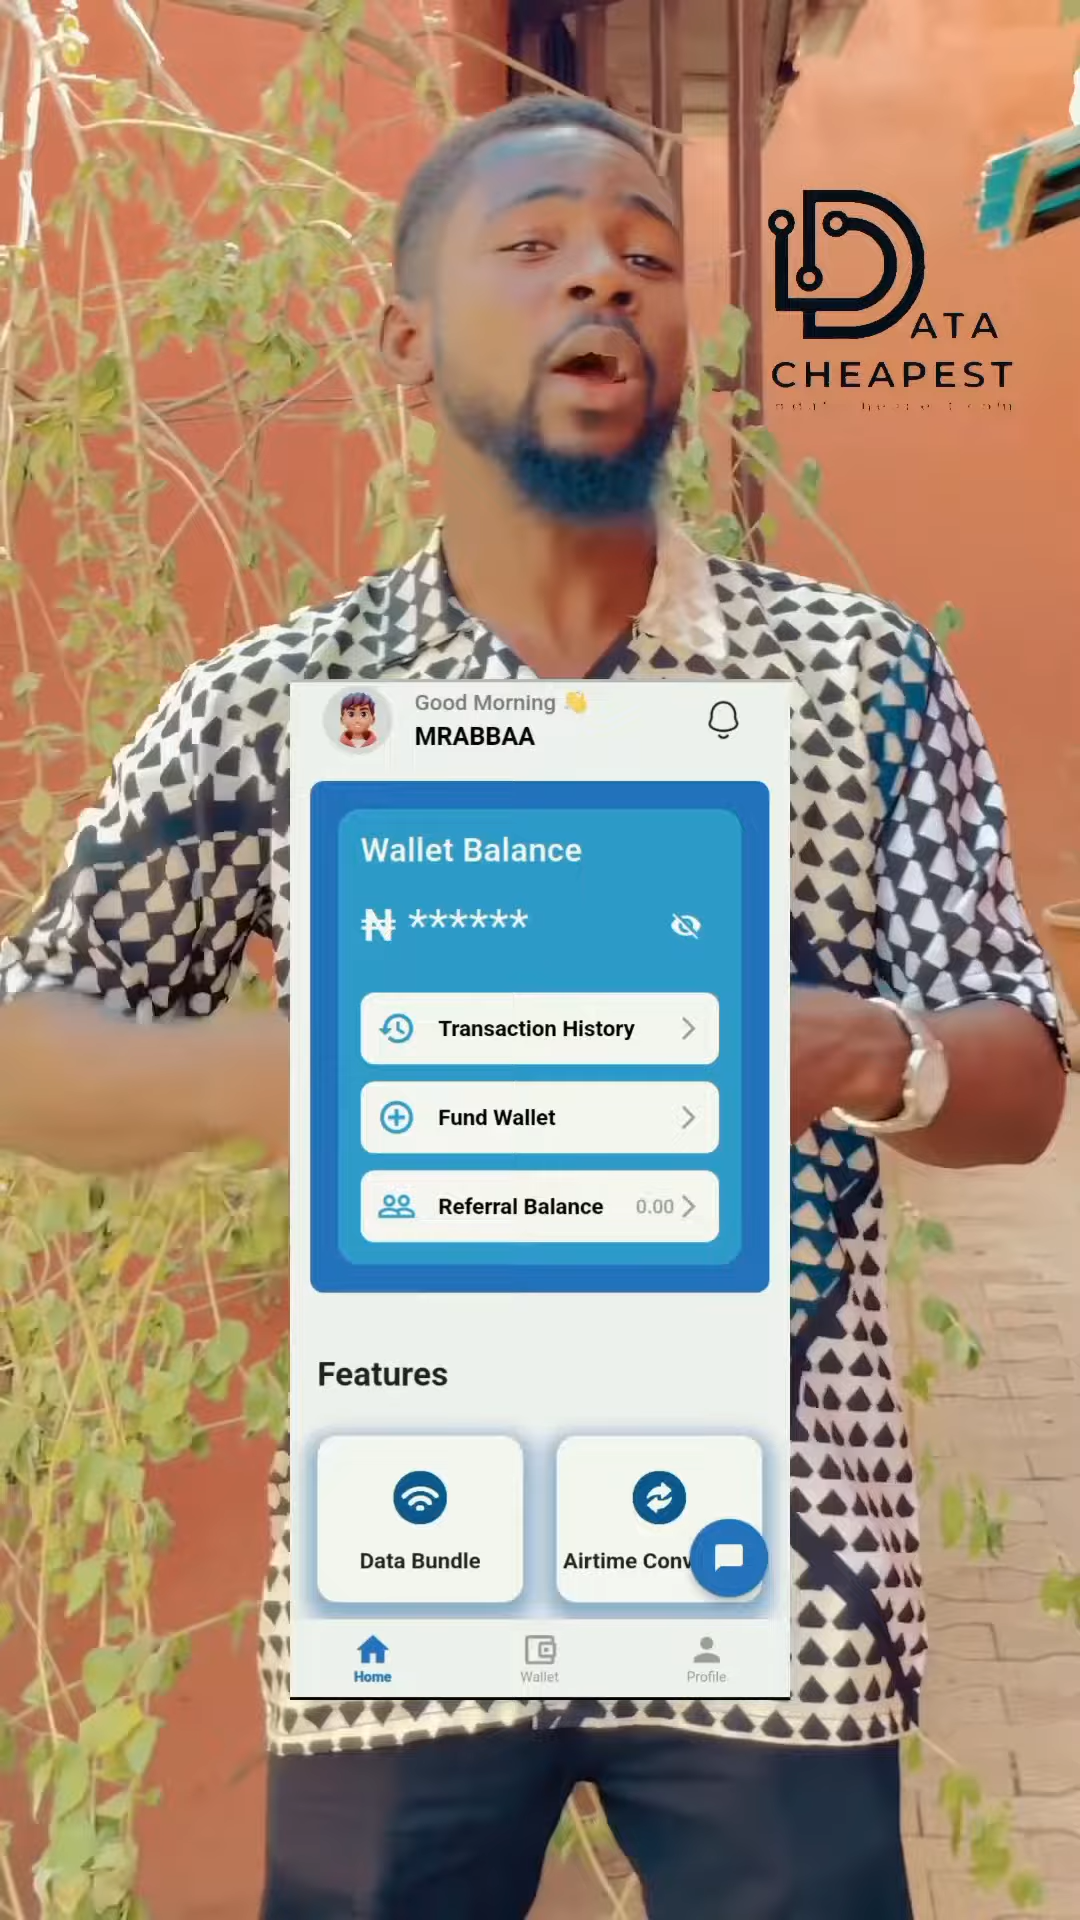 DATA
CHEAPEST
Good Morning 👋
MRABBAA
Wallet Balance
₦ ******
Transaction History
Fund Wallet
Referral Balance 0.00
Features
Data Bundle
Airtime Conv
Home
Wallet
Profile